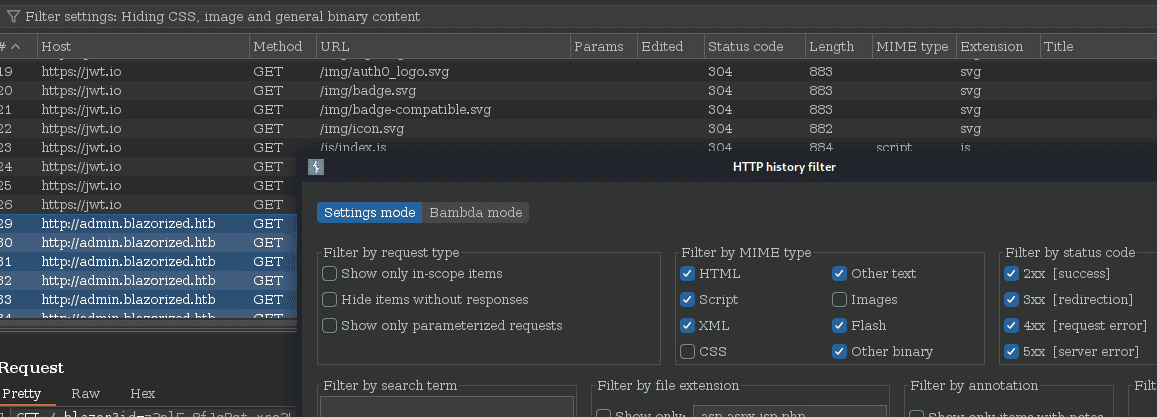 Filter settings: Hiding CSS, image and general binary content
# Host Method URL Params Edited Status code Length MIME type Extension Title
19 https://jwt.io GET /img/auth0_logo.svg 304 883 svg
20 https://jwt.io GET /img/badge.svg 304 883 svg
21 https://jwt.io GET /img/badge-compatible.svg 304 883 svg
22 https://jwt.io GET /img/icon.svg 304 882 svg
23 https://jwt.io GET /js/index.js 304 884 script js
24 https://jwt.io GET
25 https://jwt.io GET
26 https://jwt.io GET
29 http://admin.blazorized.htb GET
30 http://admin.blazorized.htb GET
31 http://admin.blazorized.htb GET
32 http://admin.blazorized.htb GET
33 http://admin.blazorized.htb GET
34 http://admin.blazorized.htb GET
HTTP history filter
Settings mode Bambda mode
Filter by request type
Show only in-scope items
Hide items without responses
Show only parameterized requests
Filter by MIME type
HTML Other text
Script Images
XML Flash
CSS Other binary
Filter by status code
2xx [success]
3xx [redirection]
4xx [request error]
5xx [server error]
Filter by search term
Filter by file extension
Show only: asp,aspx,jsp,php
Filter by annotation
Show only items with notes
Request
Pretty Raw Hex